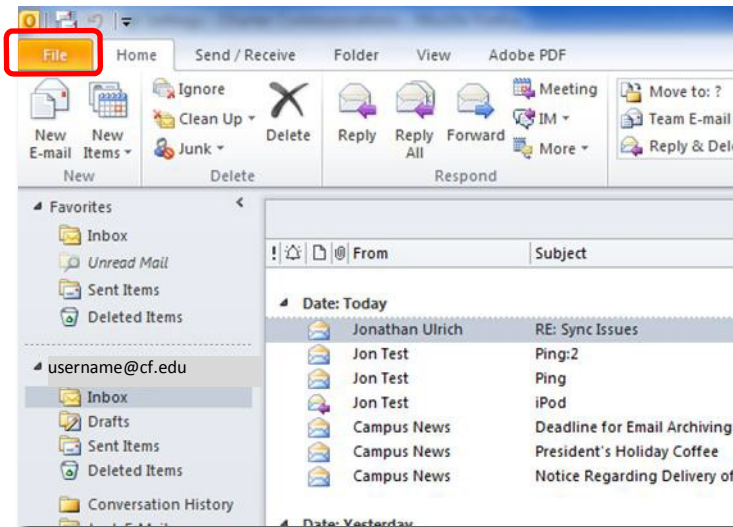 File Home Send / Receive Folder View Adobe PDF
Ignore Meeting Move to: ?
Clean Up IM Team E-mail
New New Delete Reply Reply Forward
E-mail Items Junk All More Reply & Del
New Delete Respond
Favorites
Inbox
! From Subject
Unread Mail
Sent Items
Date: Today
Deleted Items
Jonathan Ulrich RE: Sync Issues
Jon Test Ping:2
username@cf.edu
Jon Test Ping
Inbox
Jon Test iPod
Drafts
Campus News Deadline for Email Archiving
Sent Items
Campus News President's Holiday Coffee
Deleted Items
Campus News Notice Regarding Delivery of
Conversation History
Date: Yesterday